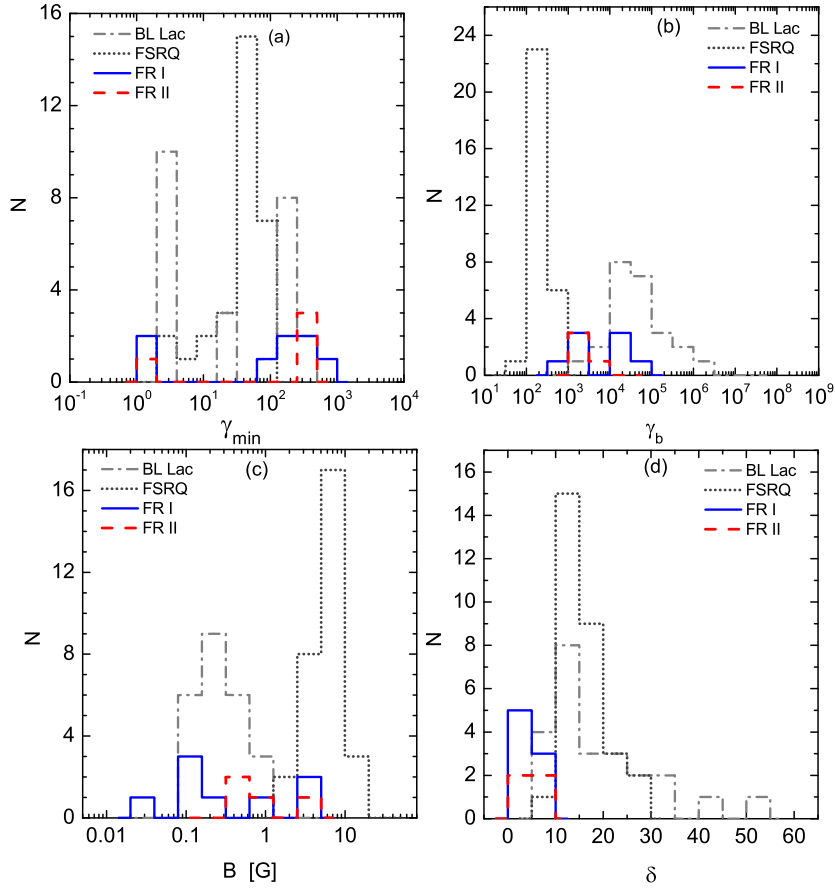 (a)
BL Lac
FSRQ
FR I
FR II
16
12
8
4
0
N
10^-1 10^0 10^1 10^2 10^3 10^4
γ_min
(b)
BL Lac
FSRQ
FR I
FR II
24
20
16
12
8
4
0
N
10^1 10^2 10^3 10^4 10^5 10^6 10^7 10^8 10^9
γ_b
(c)
BL Lac
FSRQ
FR I
FR II
16
12
8
4
0
N
0.01 0.1 1 10
B [G]
(d)
BL Lac
FSRQ
FR I
FR II
16
14
12
10
8
6
4
2
0
N
0 10 20 30 40 50 60
δ